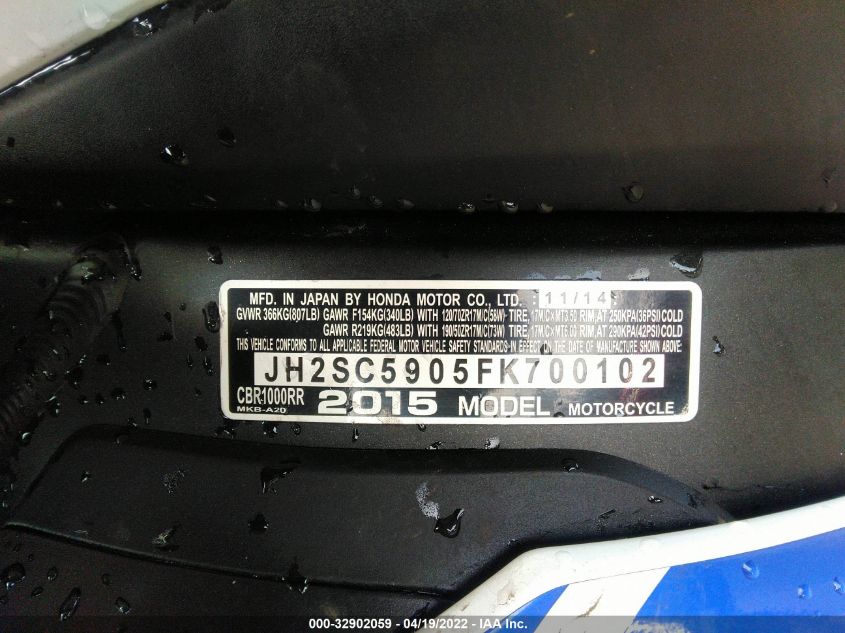 MFD. IN JAPAN BY HONDA MOTOR CO., LTD. : 11/14
GVWR 366KG(807LB) GAWR F154KG(340LB) WITH 120/70ZR17M/C(58W) TIRE, 17M/C×MT3.50 RIM, AT 250KPA(36PSI)COLD
GAWR R219KG(483LB) WITH 190/50ZR17M/C(73W) TIRE, 17M/C×MT6.00 RIM, AT 290KPA(42PSI)COLD
THIS VEHICLE CONFORMS TO ALL APPLICABLE FEDERAL MOTOR VEHICLE SAFETY STANDARDS IN EFFECT ON THE DATE OF MANUFACTURE SHOWN ABOVE.
JH2SC5905FK700102
CBR1000RR 2015 MODEL MOTORCYCLE
MKB-A20
000-32902059 - 04/19/2022 - IAA Inc.